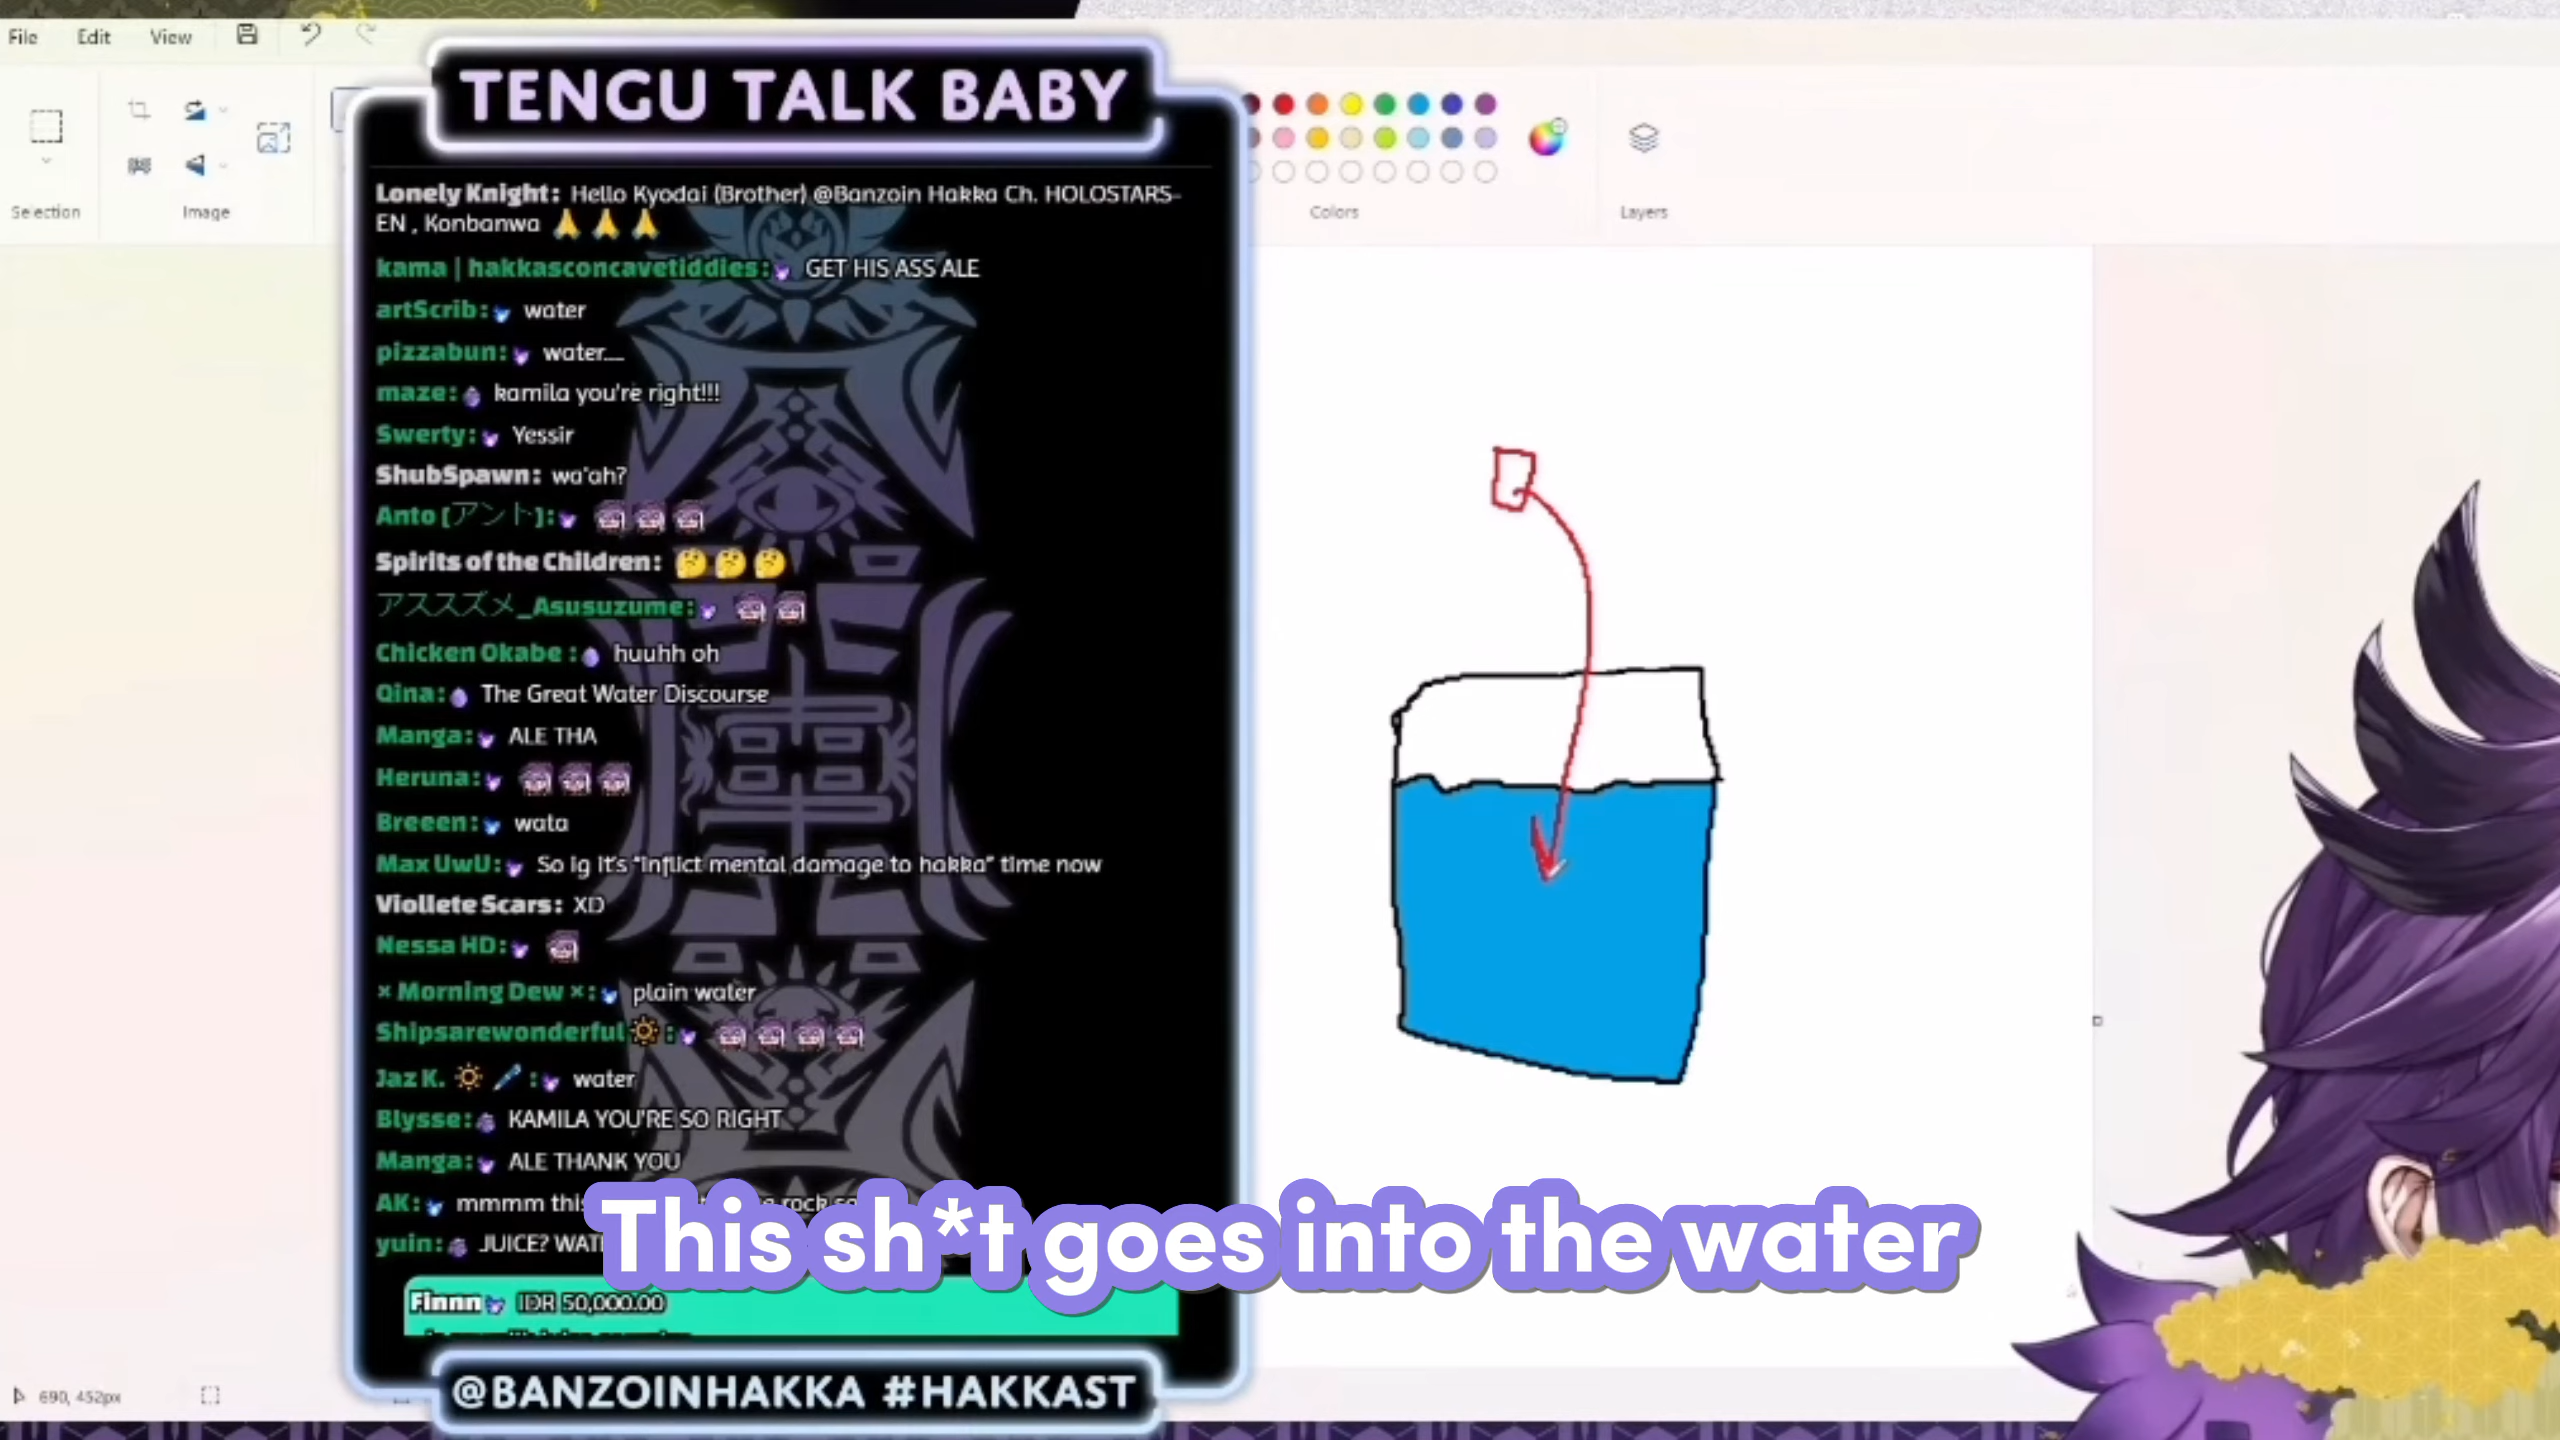 File Edit View
TENGU TALK BABY
Selection
Image
Colors
Layers
Lonely Knight: Hello Kyodai (Brother) @Banzoin Hakka Ch. HOLOSTARS-
EN , Konbanwa 🙏 🙏 🙏
kama | hakkasconcavetiddies: GET HIS ASS ALE
artScrib: water
pizzabun: water....
maze: kamila you're right!!!
Swerty: Yessir
ShubSpawn: wa'ah?
Anto [アント]:
Spirits of the Children: 🤔 🤔 🤔
アススズメ_Asusuzume:
Chicken Okabe : huuhh oh
Qina: The Great Water Discourse
Manga: ALE THA
Heruna:
Breeen: wata
Max UwU: So ig it's "inflict mental damage to hakka" time now
Viollete Scars: XD
Nessa HD:
× Morning Dew ×: plain water
Shipsarewonderful🔆:
Jaz K. 🔆 🖊 : water
Blysse: KAMILA YOU'RE SO RIGHT
Manga: ALE THANK YOU
AK: mmmm this rock
yuin: JUICE? WAT
This sh*t goes into the water
Finnn IDR 50,000.00
@BANZOINHAKKA #HAKKAST
690, 452px